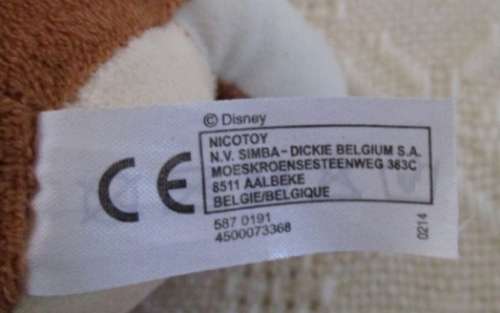 © Disney
NICOTOY
N.V. SIMBA-DICKIE BELGIUM S.A.
MOESKROENSESTEENWEG 383C
8511 AALBEKE
BELGIE/BELGIQUE
CE
587 0191
4500073368
0214